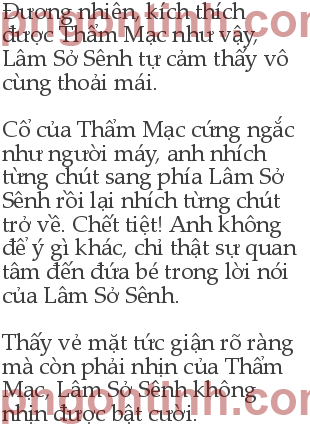 Đương nhiên, kích thích
được Thẩm Mạc như vậy,
Lâm Sở Sênh tự cảm thấy vô
cùng thoải mái.

Cổ của Thẩm Mạc cứng ngắc
như người máy, anh nhích
từng chút sang phía Lâm Sở
Sênh rồi lại nhích từng chút
trở về. Chết tiệt! Anh không
để ý gì khác, chỉ thật sự quan
tâm đến đứa bé trong lời nói
của Lâm Sở Sênh.

Thấy vẻ mặt tức giận rõ ràng
mà còn phải nhịn của Thẩm
Mạc, Lâm Sở Sênh không
nhịn được bật cười.
pngontinh.com
pngontinh.com